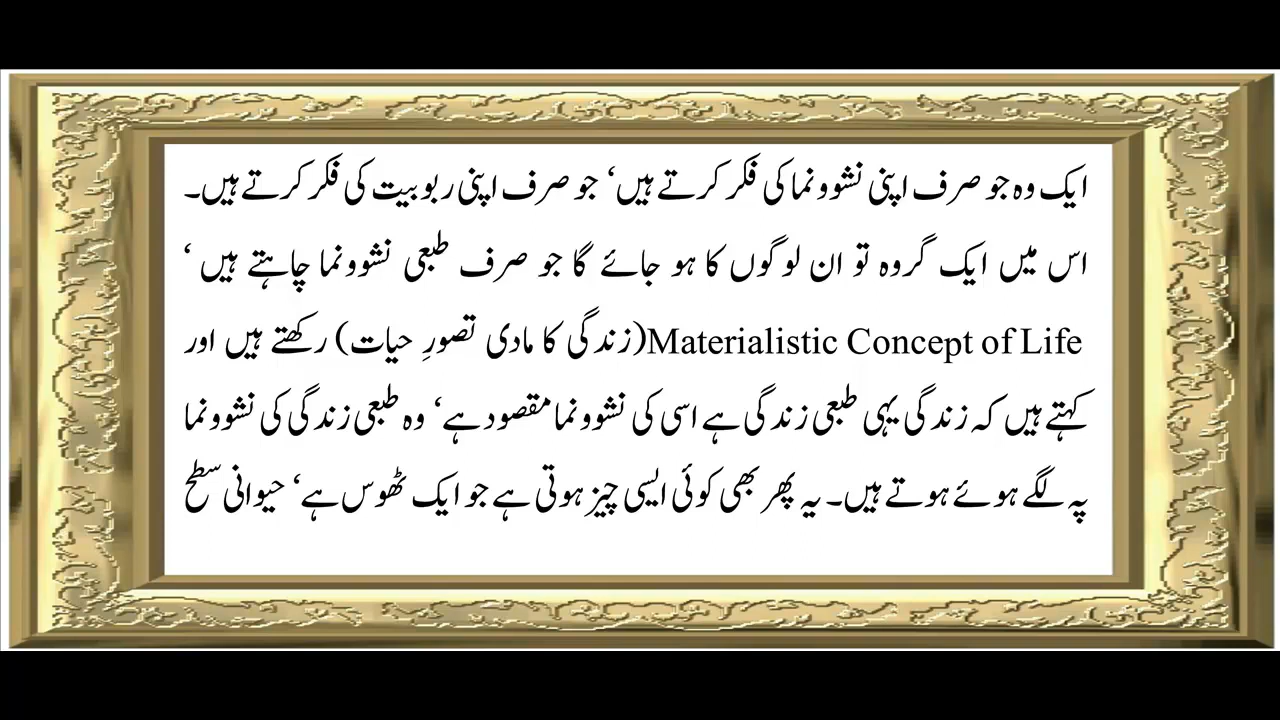 ایک وہ جو صرف اپنی نشوونما کی فکر کرتے ہیں‘ جو صرف اپنی ربوبیت کی فکر کرتے ہیں۔
اس میں ایک گروہ تو ان لوگوں کا ہو جائے گا جو صرف طبعی نشوونما چاہتے ہیں‘
Materialistic Concept of Life(زندگی کا مادی تصورِ حیات) رکھتے ہیں اور
کہتے ہیں کہ زندگی یہی طبعی زندگی ہے اسی کی نشوونما مقصود ہے‘ وہ طبعی زندگی کی نشوونما
پہ لگے ہوئے ہوتے ہیں۔ یہ پھر بھی کوئی ایسی چیز ہوتی ہے جو ایک ٹھوس ہے‘ حیوانی سطح